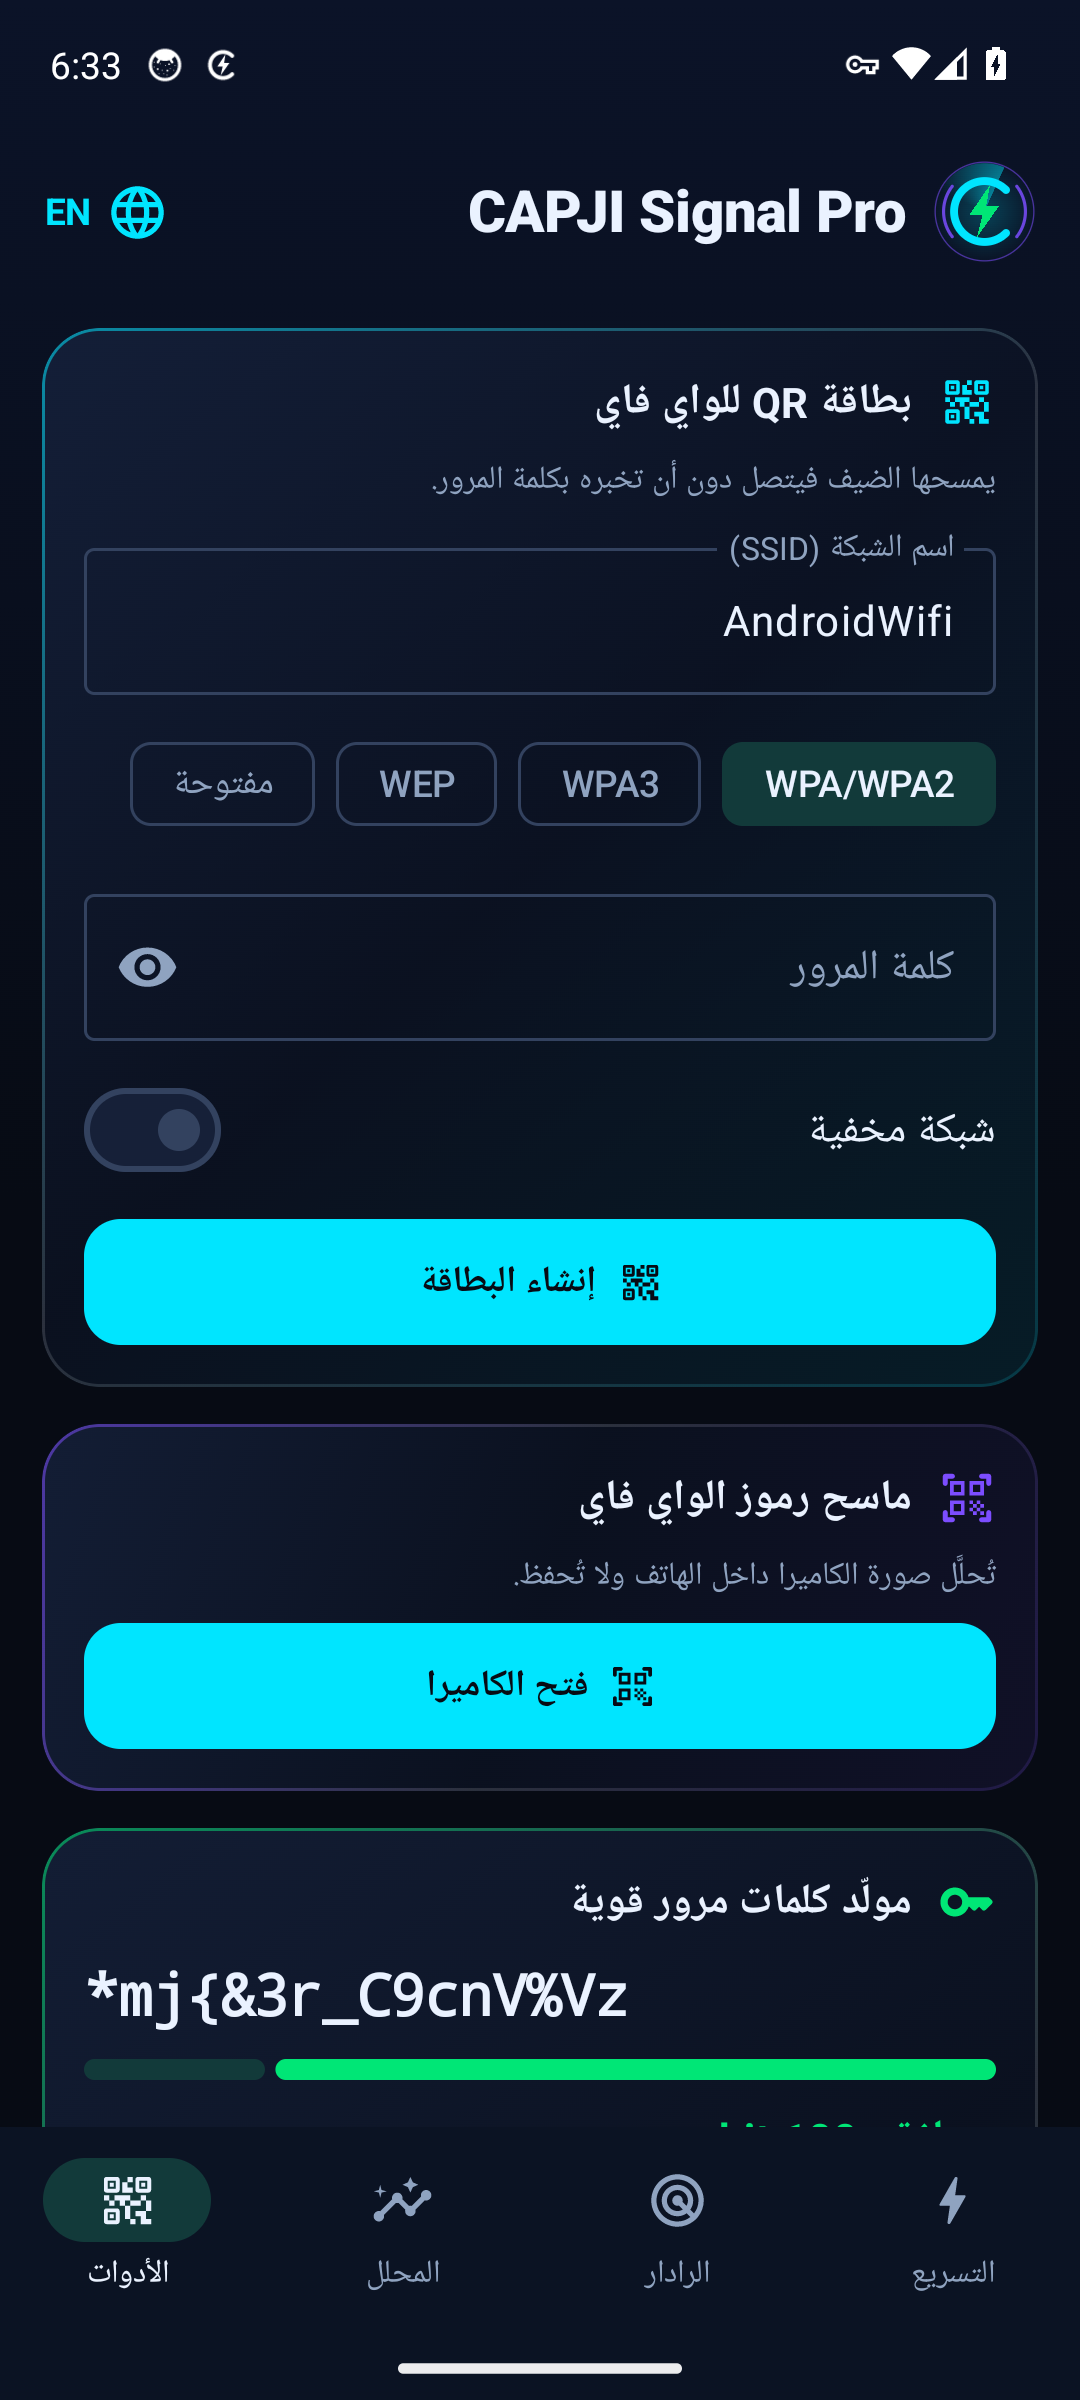 6:33
CAPJI Signal Pro
EN
بطاقة QR للواي فاي
يمسحها الضيف فيتصل دون أن تخبره بكلمة المرور.
اسم الشبكة (SSID)
AndroidWifi
WPA/WPA2
WPA3
WEP
مفتوحة
كلمة المرور
شبكة مخفية
إنشاء البطاقة
ماسح رموز الواي فاي
تُحلَّل صورة الكاميرا داخل الهاتف ولا تُحفظ.
فتح الكاميرا
مولّد كلمات مرور قوية
*mj{&3r_C9cnV%Vz
التسريع
الرادار
المحلل
الأدوات